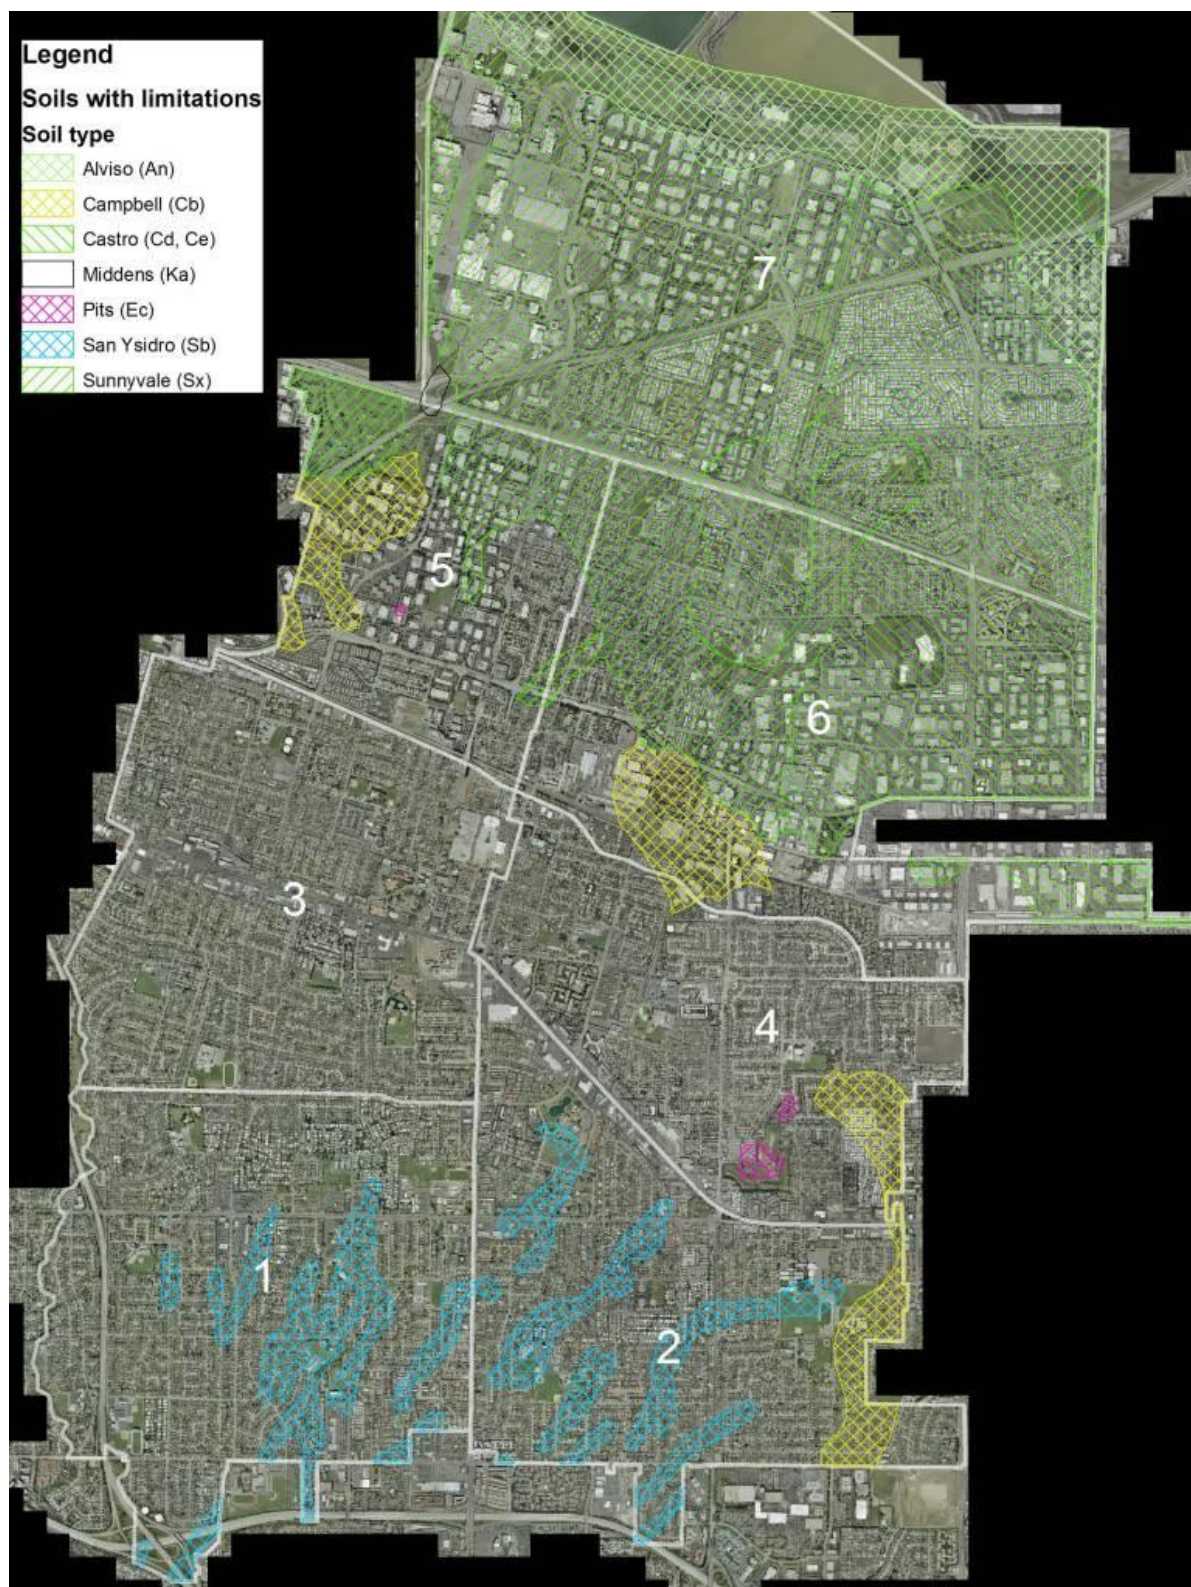 Legend
Soils with limitations
Soil type
Alviso (An)
Campbell (Cb)
Castro (Cd, Ce)
Middens (Ka)
Pits (Ec)
San Ysidro (Sb)
Sunnyvale (Sx)
7
5
6
3
4
1
2